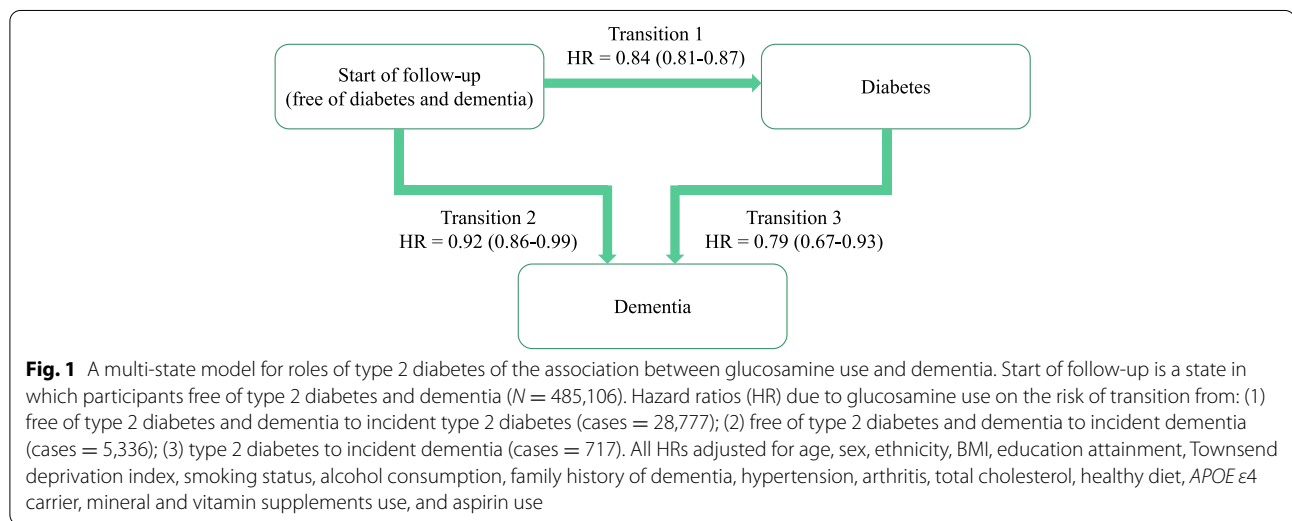 Transition 1
HR = 0.84 (0.81-0.87)
Start of follow-up
(free of diabetes and dementia)
Diabetes
Transition 2
HR = 0.92 (0.86-0.99)
Transition 3
HR = 0.79 (0.67-0.93)
Dementia
Fig. 1 A multi-state model for roles of type 2 diabetes of the association between glucosamine use and dementia. Start of follow-up is a state in
which participants free of type 2 diabetes and dementia (N = 485,106). Hazard ratios (HR) due to glucosamine use on the risk of transition from: (1)
free of type 2 diabetes and dementia to incident type 2 diabetes (cases = 28,777); (2) free of type 2 diabetes and dementia to incident dementia
(cases = 5,336); (3) type 2 diabetes to incident dementia (cases = 717). All HRs adjusted for age, sex, ethnicity, BMI, education attainment, Townsend
deprivation index, smoking status, alcohol consumption, family history of dementia, hypertension, arthritis, total cholesterol, healthy diet, APOE ε4
carrier, mineral and vitamin supplements use, and aspirin use